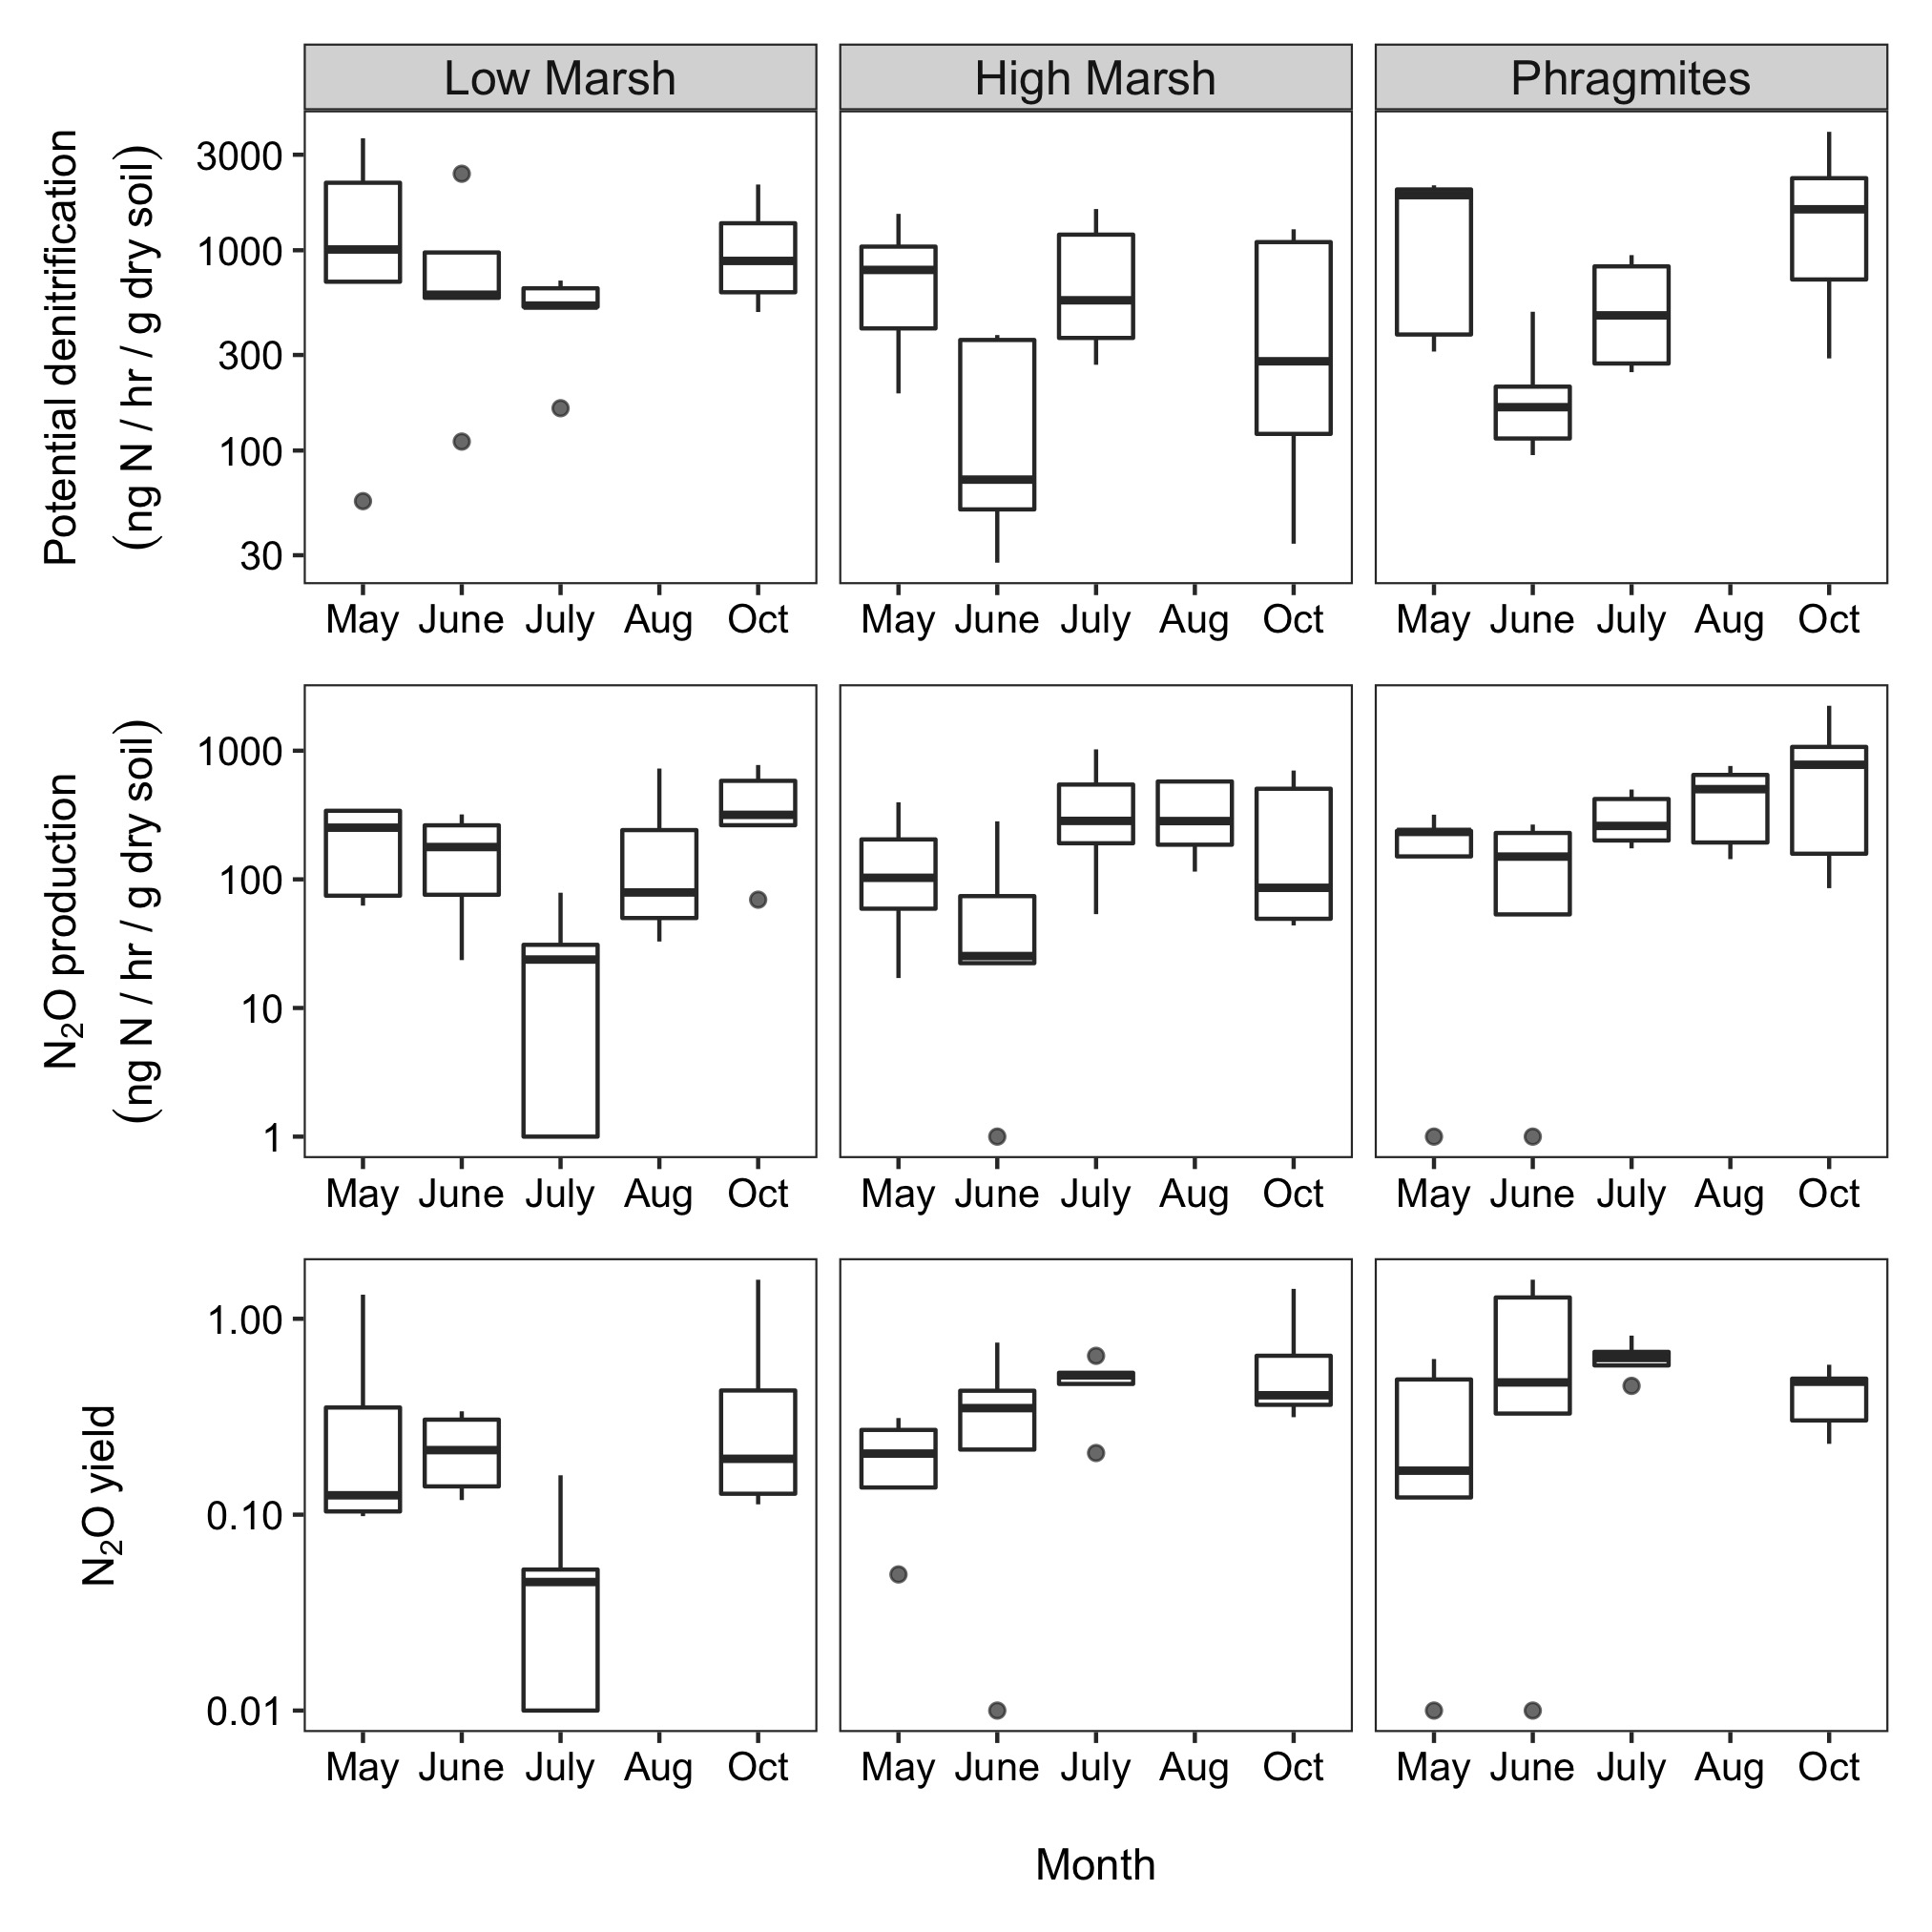 Low Marsh
High Marsh
Phragmites
Potential denitrification
(ng N / hr / g dry soil)
3000
1000
300
100
30
May June July Aug Oct
May June July Aug Oct
May June July Aug Oct
N₂O production
(ng N / hr / g dry soil)
1000
100
10
1
May June July Aug Oct
May June July Aug Oct
May June July Aug Oct
N₂O yield
1.00
0.10
0.01
May June July Aug Oct
May June July Aug Oct
May June July Aug Oct
Month